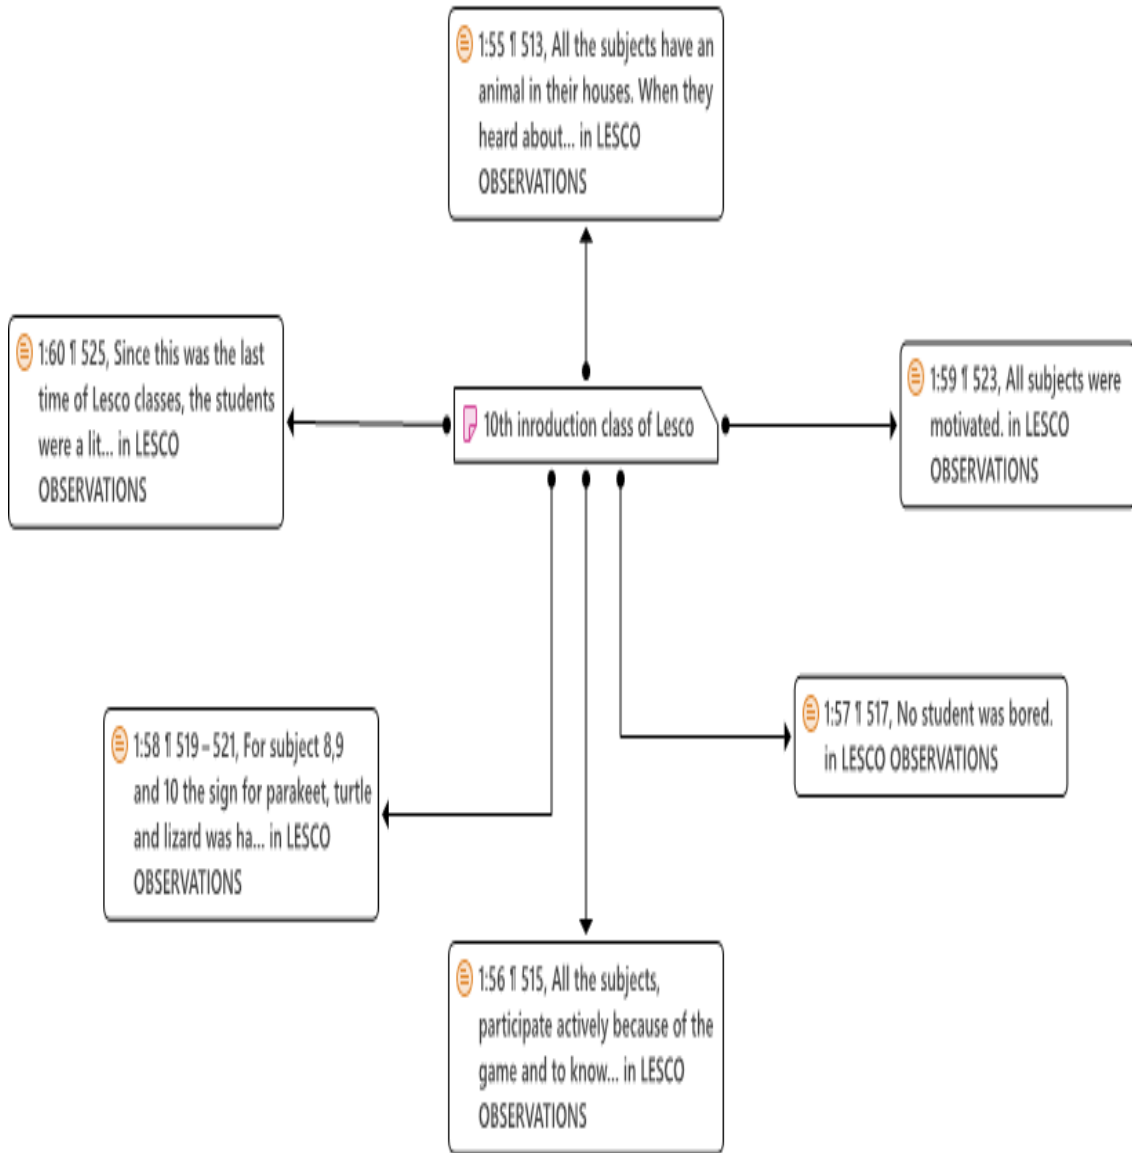 1:55 ¶ 513, All the subjects have an
animal in their houses. When they
heard about... in LESCO
OBSERVATIONS
1:60 ¶ 525, Since this was the last
time of Lesco classes, the students
were a lit... in LESCO
OBSERVATIONS
10th inroduction class of Lesco
1:59 ¶ 523, All subjects were
motivated. in LESCO
OBSERVATIONS
1:57 ¶ 517, No student was bored.
in LESCO OBSERVATIONS
1:58 ¶ 519 – 521, For subject 8,9
and 10 the sign for parakeet, turtle
and lizard was ha... in LESCO
OBSERVATIONS
1:56 ¶ 515, All the subjects,
participate actively because of the
game and to know... in LESCO
OBSERVATIONS